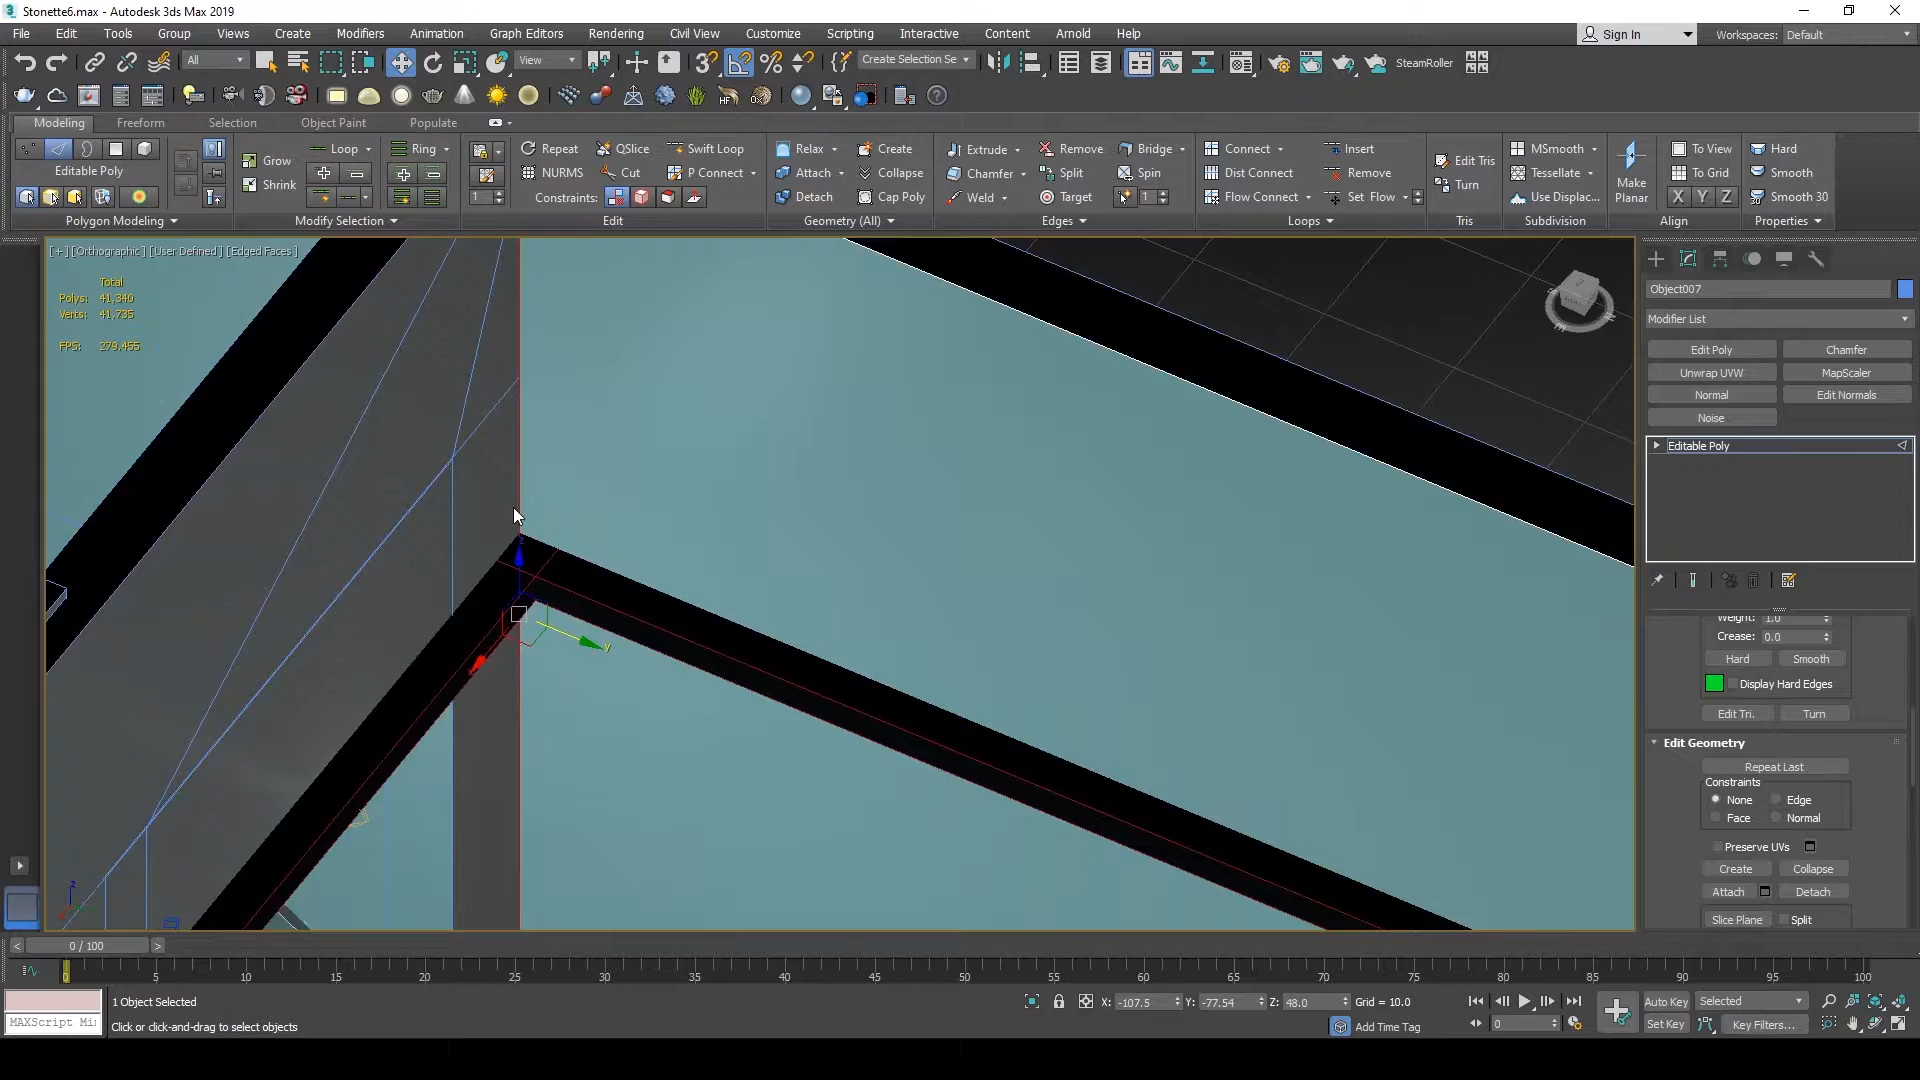 Stonette6.max - Autodesk 3ds Max 2019
File Edit Tools Group Views Create Modifiers Animation Graph Editors Rendering Civil View Customize Scripting Interactive Content Arnold Help Sign In Workspaces: Default
All View Create Selection Se SteamRoller
Modeling Freeform Selection Object Paint Populate
Loop Ring Repeat QSlice Swift Loop Relax Create Extrude Remove Bridge Connect Insert MSmooth To View Hard
Grow NURMS Cut P Connect Attach Collapse Chamfer Split Spin Dist Connect Remove Edit Tris Tessellate Make Planar To Grid Smooth
Editable Poly Shrink 1 Constraints: Detach Cap Poly Weld Target 1 Flow Connect Set Flow Turn Use Displac... X Y Z Smooth 30
Polygon Modeling Modify Selection Edit Geometry (All) Edges Loops Tris Subdivision Align Properties
[+] [Orthographic] [User Defined] [Edged Faces]
Total
Polys: 41,340
Verts: 41,735
FPS: 279.455
z
y
Object007
Modifier List
Edit Poly Chamfer
Unwrap UVW MapScaler
Normal Edit Normals
Noise
Editable Poly
Weight: 1.0
Crease: 0.0
Hard Smooth
Display Hard Edges
Edit Tri. Turn
Edit Geometry
Repeat Last
Constraints
None Edge
Face Normal
Preserve UVs
Create Collapse
Attach Detach
Slice Plane Split
z
< 0 / 100 >
0 5 10 15 20 25 30 35 40 45 50 55 60 65 70 75 80 85 90 95 100
1 Object Selected X: -107.5 Y: -77.54 Z: 48.0 Grid = 10.0 Auto Key Selected
MAXScript Mi Click or click-and-drag to select objects Add Time Tag 0 Set Key Key Filters...